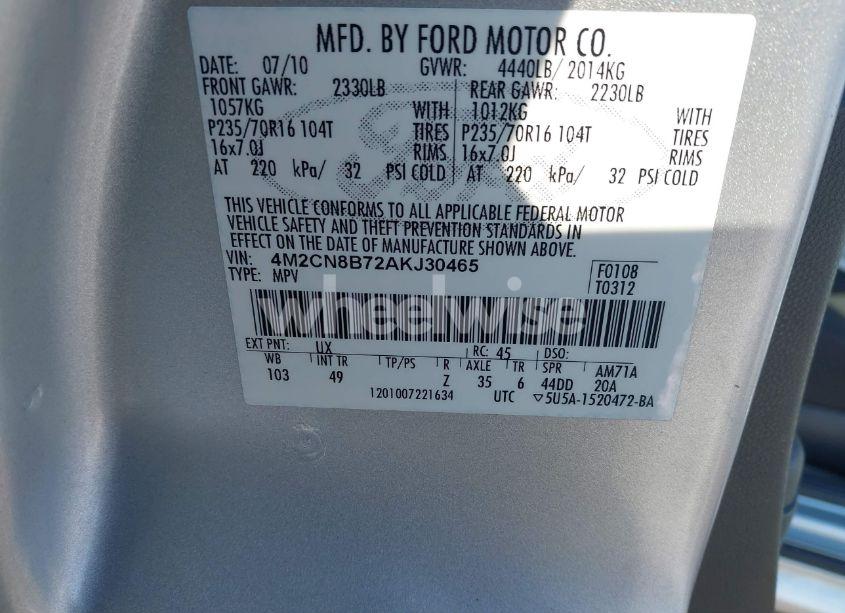 MFD. BY FORD MOTOR CO.
DATE: 07/10 GVWR: 4440LB/ 2014KG
FRONT GAWR: 2330LB REAR GAWR: 2230LB
1057KG WITH 1012KG WITH
P235/70R16 104T TIRES P235/70R16 104T TIRES
16x7.0J RIMS 16x7.0J RIMS
AT 220 kPa/ 32 PSI COLD AT 220 kPa/ 32 PSI COLD
THIS VEHICLE CONFORMS TO ALL APPLICABLE FEDERAL MOTOR
VEHICLE SAFETY AND THEFT PREVENTION STANDARDS IN
EFFECT ON THE DATE OF MANUFACTURE SHOWN ABOVE.
VIN: 4M2CN8B72AKJ30465 F0108
TYPE: MPV T0312
wheelwise
EXT PNT: UX RC: 45 DSO:
WB INT TR TP/PS R AXLE TR SPR AM71A
103 49 Z 35 6 44DD 20A
1201007221634 UTC ▽5U5A-1520472-BA